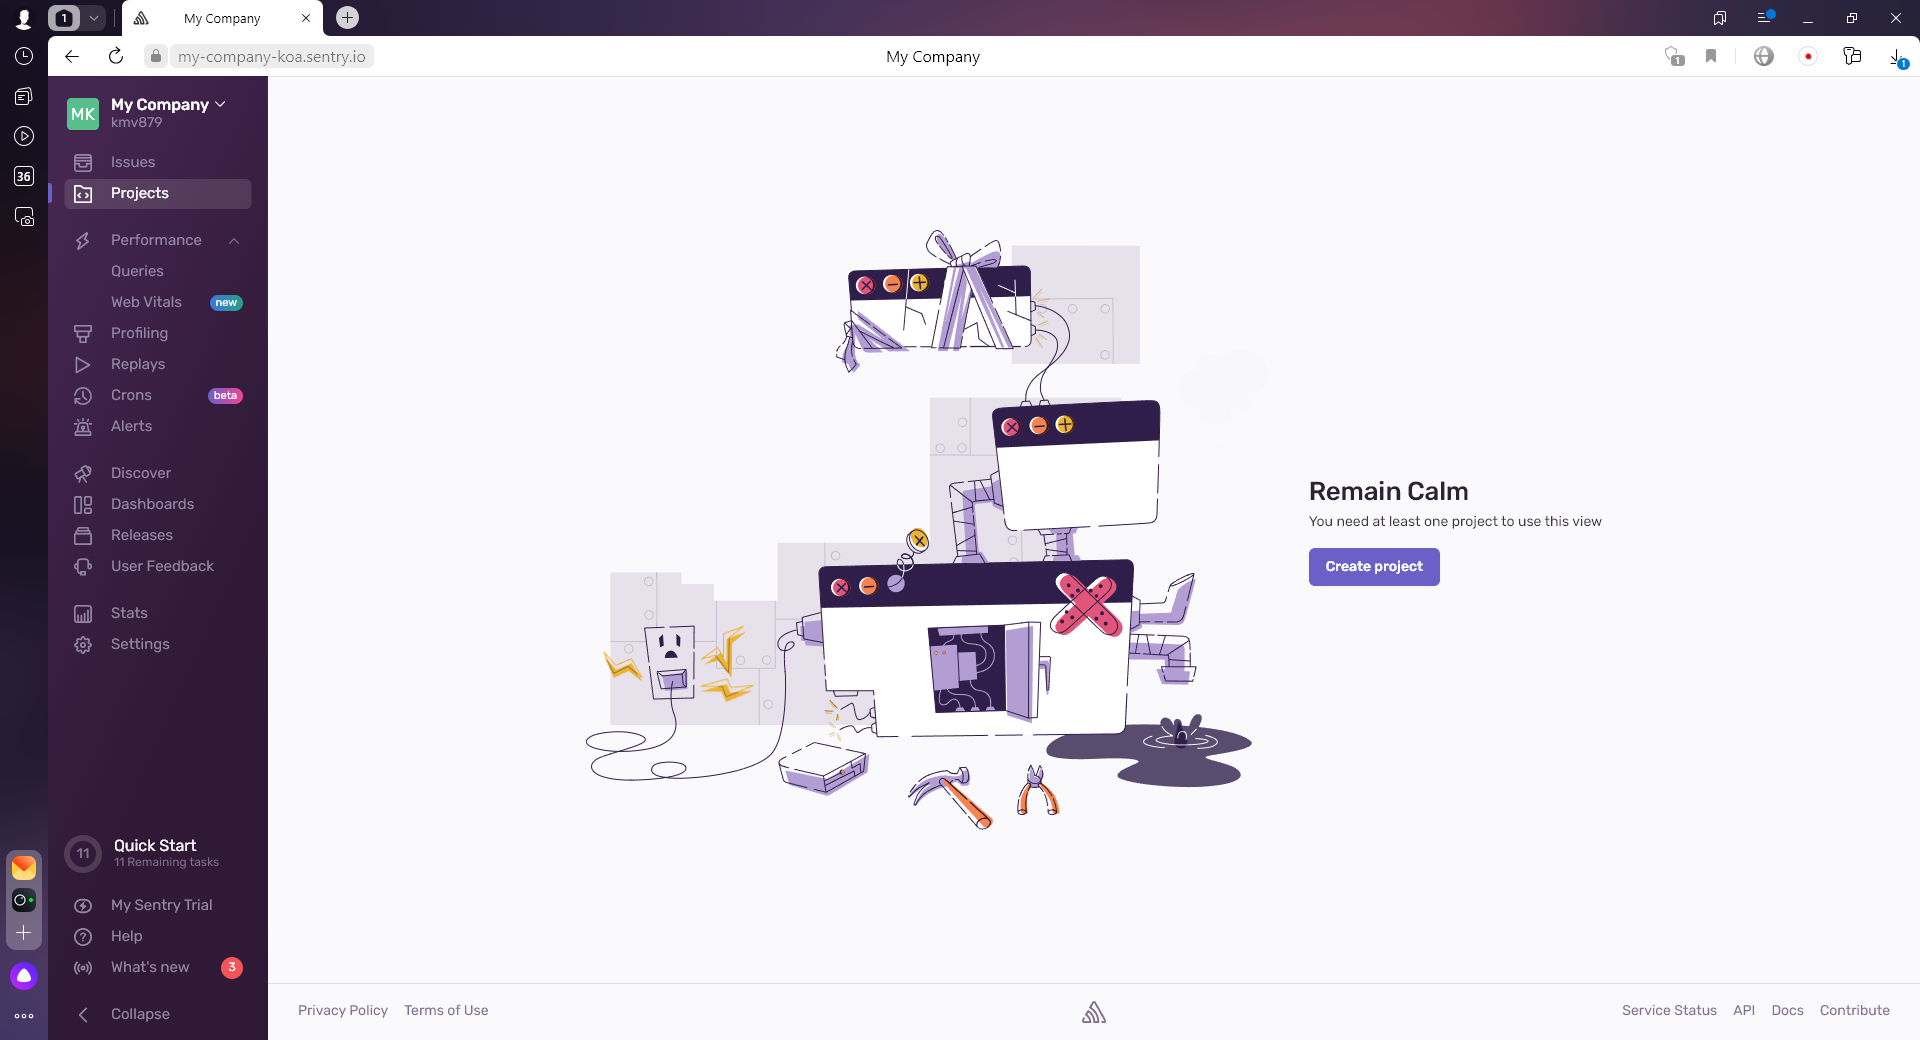 1
My Company
my-company-koa.sentry.io
My Company
1
1
36
MK
My Company
kmv879
Issues
Projects
Performance
Queries
Web Vitals new
Profiling
Replays
Crons beta
Alerts
Discover
Dashboards
Releases
User Feedback
Stats
Settings
11
Quick Start
11 Remaining tasks
My Sentry Trial
Help
What's new 3
Collapse
Remain Calm
You need at least one project to use this view
Create project
Privacy Policy Terms of Use
Service Status API Docs Contribute